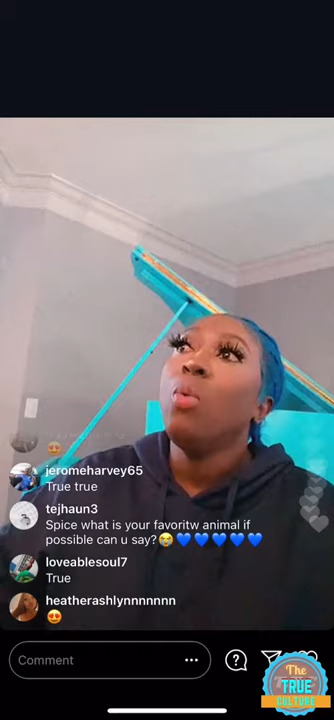 jeromeharvey65
True true
tejhaun3
Spice what is your favoritw animal if
possible can u say?😭💙💙💙💙💙
loveablesoul7
True
heatherashlynnnnnnn
😍
Comment
The
TRUE
CULTURE